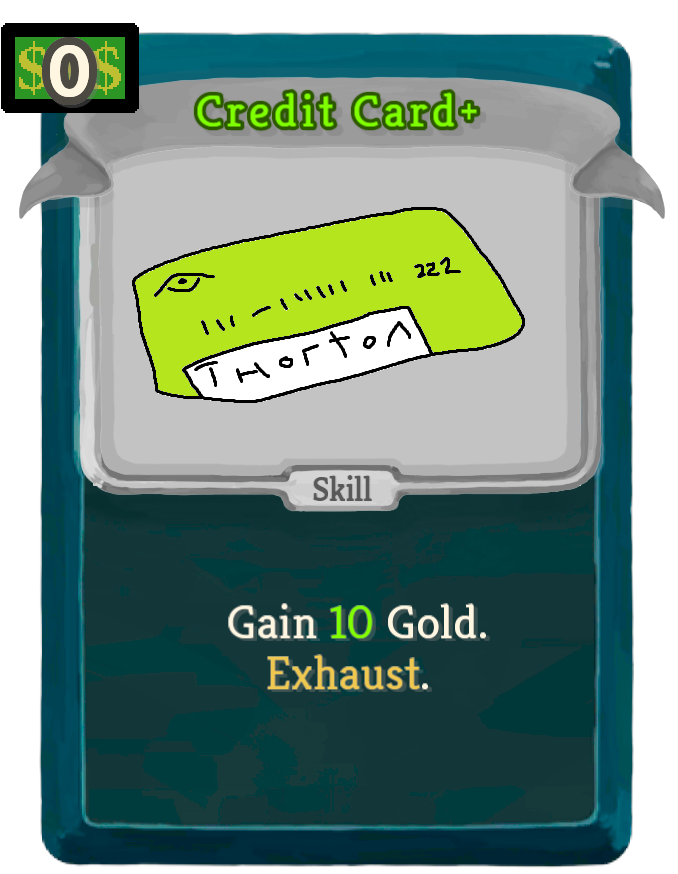 $0$
Credit Card+
222
THorton
Skill
Gain 10 Gold.
Exhaust.